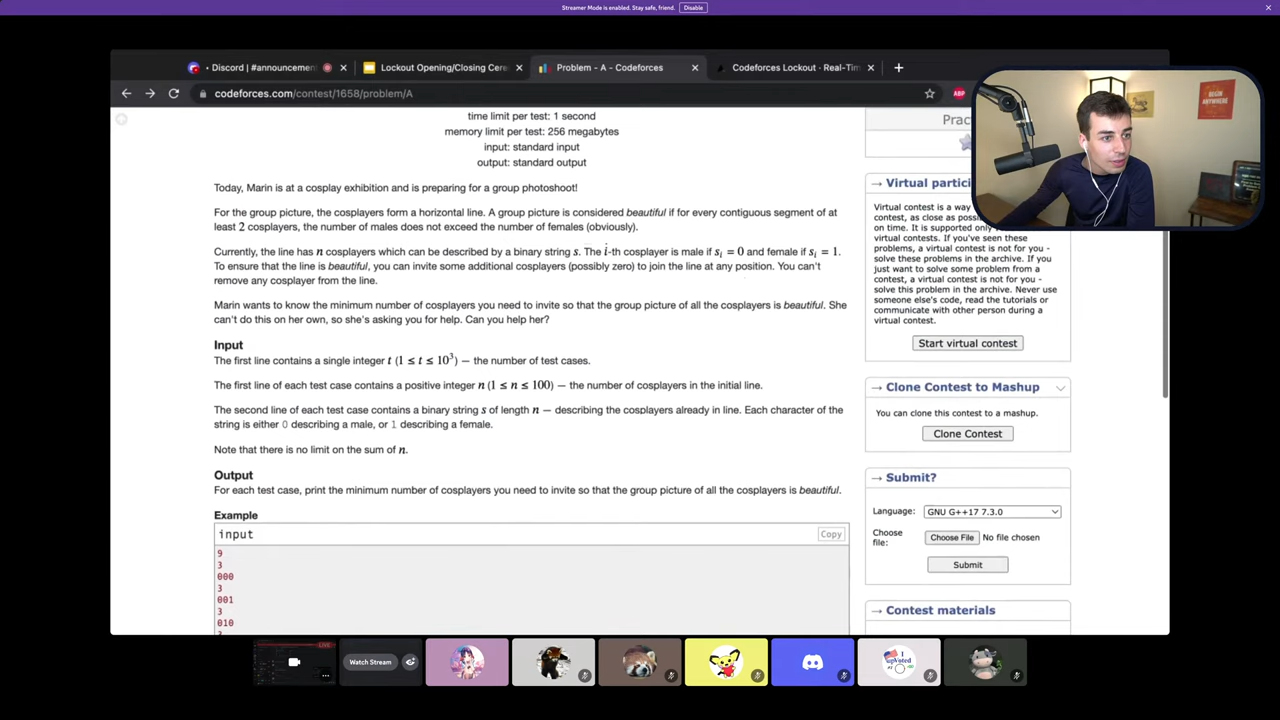 Streamer Mode is enabled. Stay safe, friend. Disable
• Discord | #announcemen
Lockout Opening/Closing Cere
Problem - A - Codeforces
Codeforces Lockout - Real-Tim
codeforces.com/contest/1658/problem/A
ABP
BEGIN
ANYWHERE
time limit per test: 1 second
memory limit per test: 256 megabytes
input: standard input
output: standard output
Today, Marin is at a cosplay exhibition and is preparing for a group photoshoot!
For the group picture, the cosplayers form a horizontal line. A group picture is considered beautiful if for every contiguous segment of at
least 2 cosplayers, the number of males does not exceed the number of females (obviously).
Currently, the line has n cosplayers which can be described by a binary string s. The i-th cosplayer is male if s_i = 0 and female if s_i = 1.
To ensure that the line is beautiful, you can invite some additional cosplayers (possibly zero) to join the line at any position. You can't
remove any cosplayer from the line.
Marin wants to know the minimum number of cosplayers you need to invite so that the group picture of all the cosplayers is beautiful. She
can't do this on her own, so she's asking you for help. Can you help her?
Input
The first line contains a single integer t (1 ≤ t ≤ 10³) — the number of test cases.
The first line of each test case contains a positive integer n (1 ≤ n ≤ 100) — the number of cosplayers in the initial line.
The second line of each test case contains a binary string s of length n — describing the cosplayers already in line. Each character of the
string is either 0 describing a male, or 1 describing a female.
Note that there is no limit on the sum of n.
Output
For each test case, print the minimum number of cosplayers you need to invite so that the group picture of all the cosplayers is beautiful.
Example
input
Copy
9
3
000
3
001
3
010
Prac
→ Virtual partici
Virtual contest is a way
contest, as close as pos
time. It is supported only
contests. If you've seen these
problems, a virtual contest is not for you -
solve these problems in the archive. If you
just want to solve some problem from a
contest, a virtual contest is not for you -
solve this problem in the archive. Never use
someone else's code, read the tutorials or
communicate with other person during a
virtual contest.
Start virtual contest
→ Clone Contest to Mashup
You can clone this contest to a mashup.
Clone Contest
→ Submit?
Language: GNU G++17 7.3.0
Choose
file:
Choose File No file chosen
Submit
→ Contest materials
LIVE
Watch Stream
I
upVoted